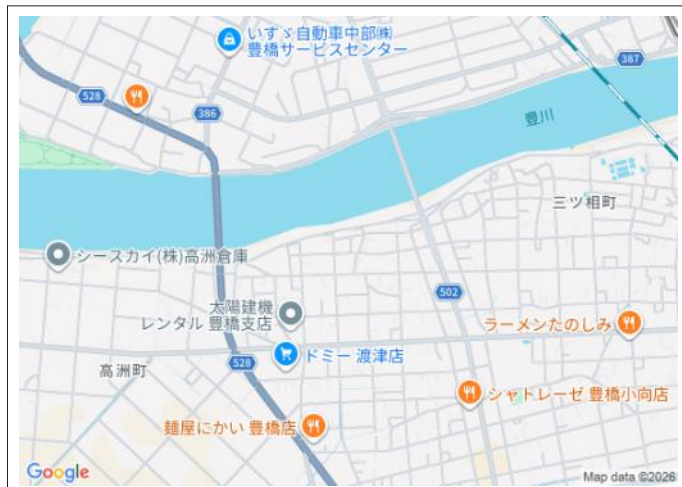 いすゞ自動車中部㈱
豊橋サービスセンター
387
528
386
豊川
三ツ相町
シースカイ(株)高洲倉庫
502
太陽建機
レンタル 豊橋支店
ラーメンたのしみ
ドミー 渡津店
528
高洲町
シャトレーゼ 豊橋小向店
麺屋にかい 豊橋店
Google
Map data ©2026